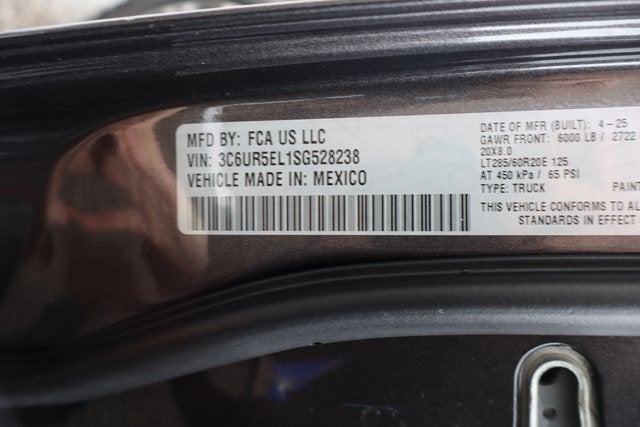 MFD BY: FCA US LLC
VIN: 3C6UR5EL1SG528238
VEHICLE MADE IN: MEXICO
DATE OF MFR (BUILT): 4-25
GAWR FRONT: 6000 LB / 2722
20X8.0
LT285/60R20E 125
AT 450 kPa / 65 PSI
TYPE: TRUCK PAINT
THIS VEHICLE CONFORMS TO A
STANDARDS IN EFFECT